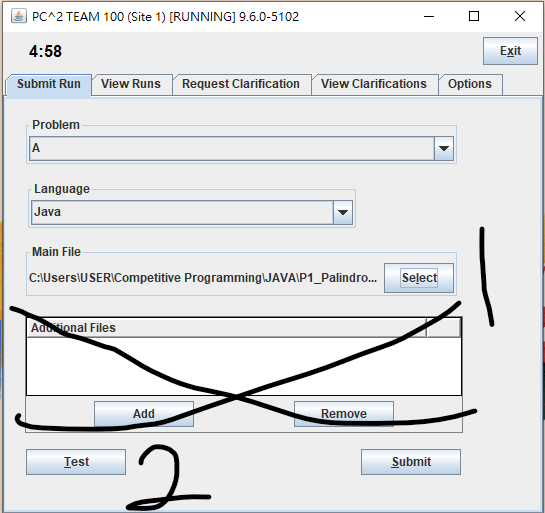 PC^2 TEAM 100 (Site 1) [RUNNING] 9.6.0-5102
4:58
Exit
Submit Run View Runs Request Clarification View Clarifications Options
Problem
A
Language
Java
Main File
C:\Users\USER\Competitive Programming\JAVA\P1_Palindro... Select
1
Additional Files
Add Remove
Test 2 Submit